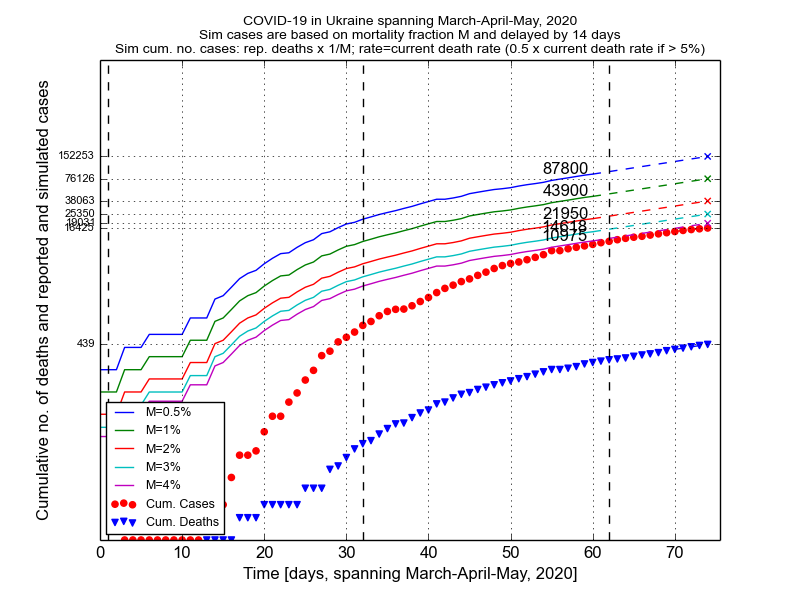 COVID-19 in Ukraine spanning March-April-May, 2020
Sim cases are based on mortality fraction M and delayed by 14 days
Sim cum. no. cases: rep. deaths x 1/M; rate=current death rate (0.5 x current death rate if > 5%)
Cumulative no. of deaths and reported and simulated cases
152253
76126
38063
25350
19031
16425
439
87800
43900
21950
14618
10975
M=0.5%
M=1%
M=2%
M=3%
M=4%
Cum. Cases
Cum. Deaths
0 10 20 30 40 50 60 70
Time [days, spanning March-April-May, 2020]